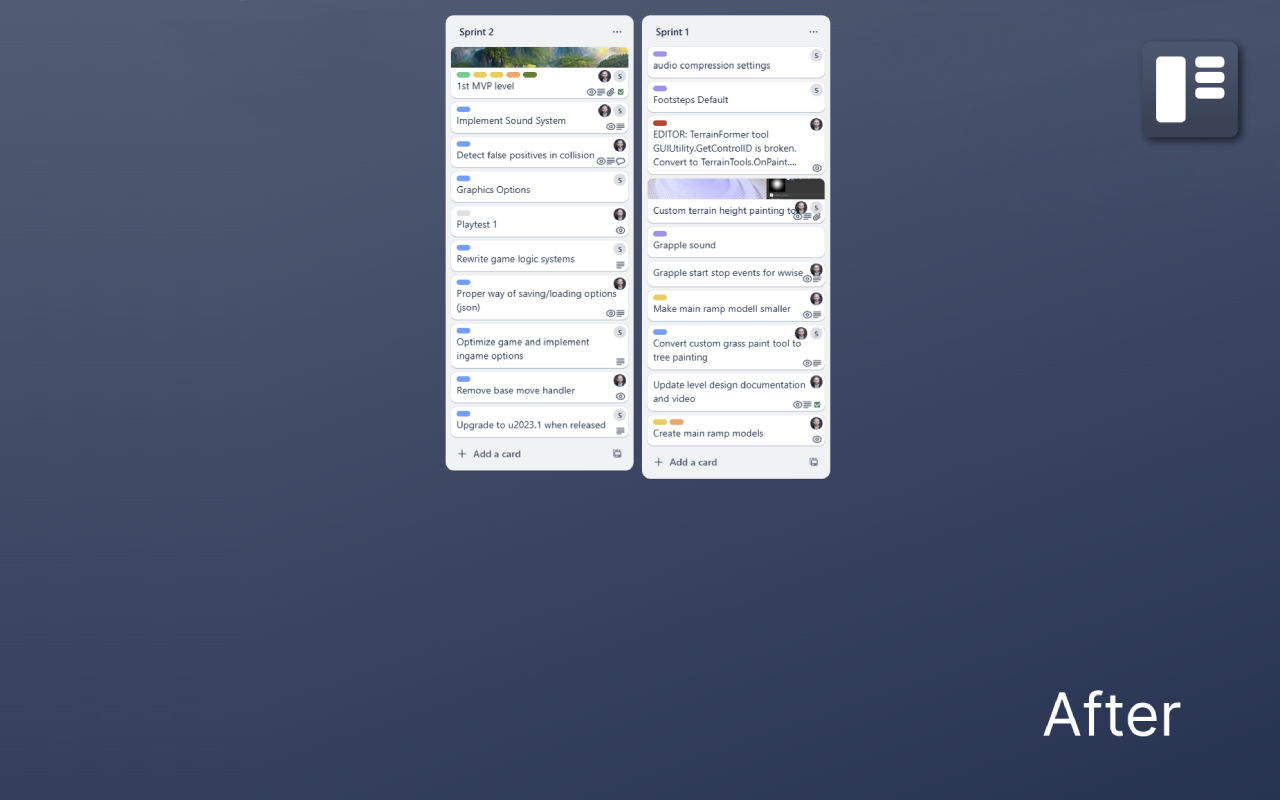 Sprint 2
1st MVP level
S
Implement Sound System
S
Detect false positives in collision
Graphics Options
S
Playtest 1
Rewrite game logic systems
S
Proper way of saving/loading options
(json)
Optimize game and implement
ingame options
S
Remove base move handler
Upgrade to u2023.1 when released
S
+ Add a card
Sprint 1
audio compression settings
S
Footsteps Default
S
EDITOR: TerrainFormer tool
GUIUtility.GetControlID is broken.
Convert to TerrainTools.OnPaint....
Custom terrain height painting to
S
Grapple sound
Grapple start stop events for wwise
Make main ramp modell smaller
Convert custom grass paint tool to
tree painting
S
Update level design documentation
and video
Create main ramp models
+ Add a card
After